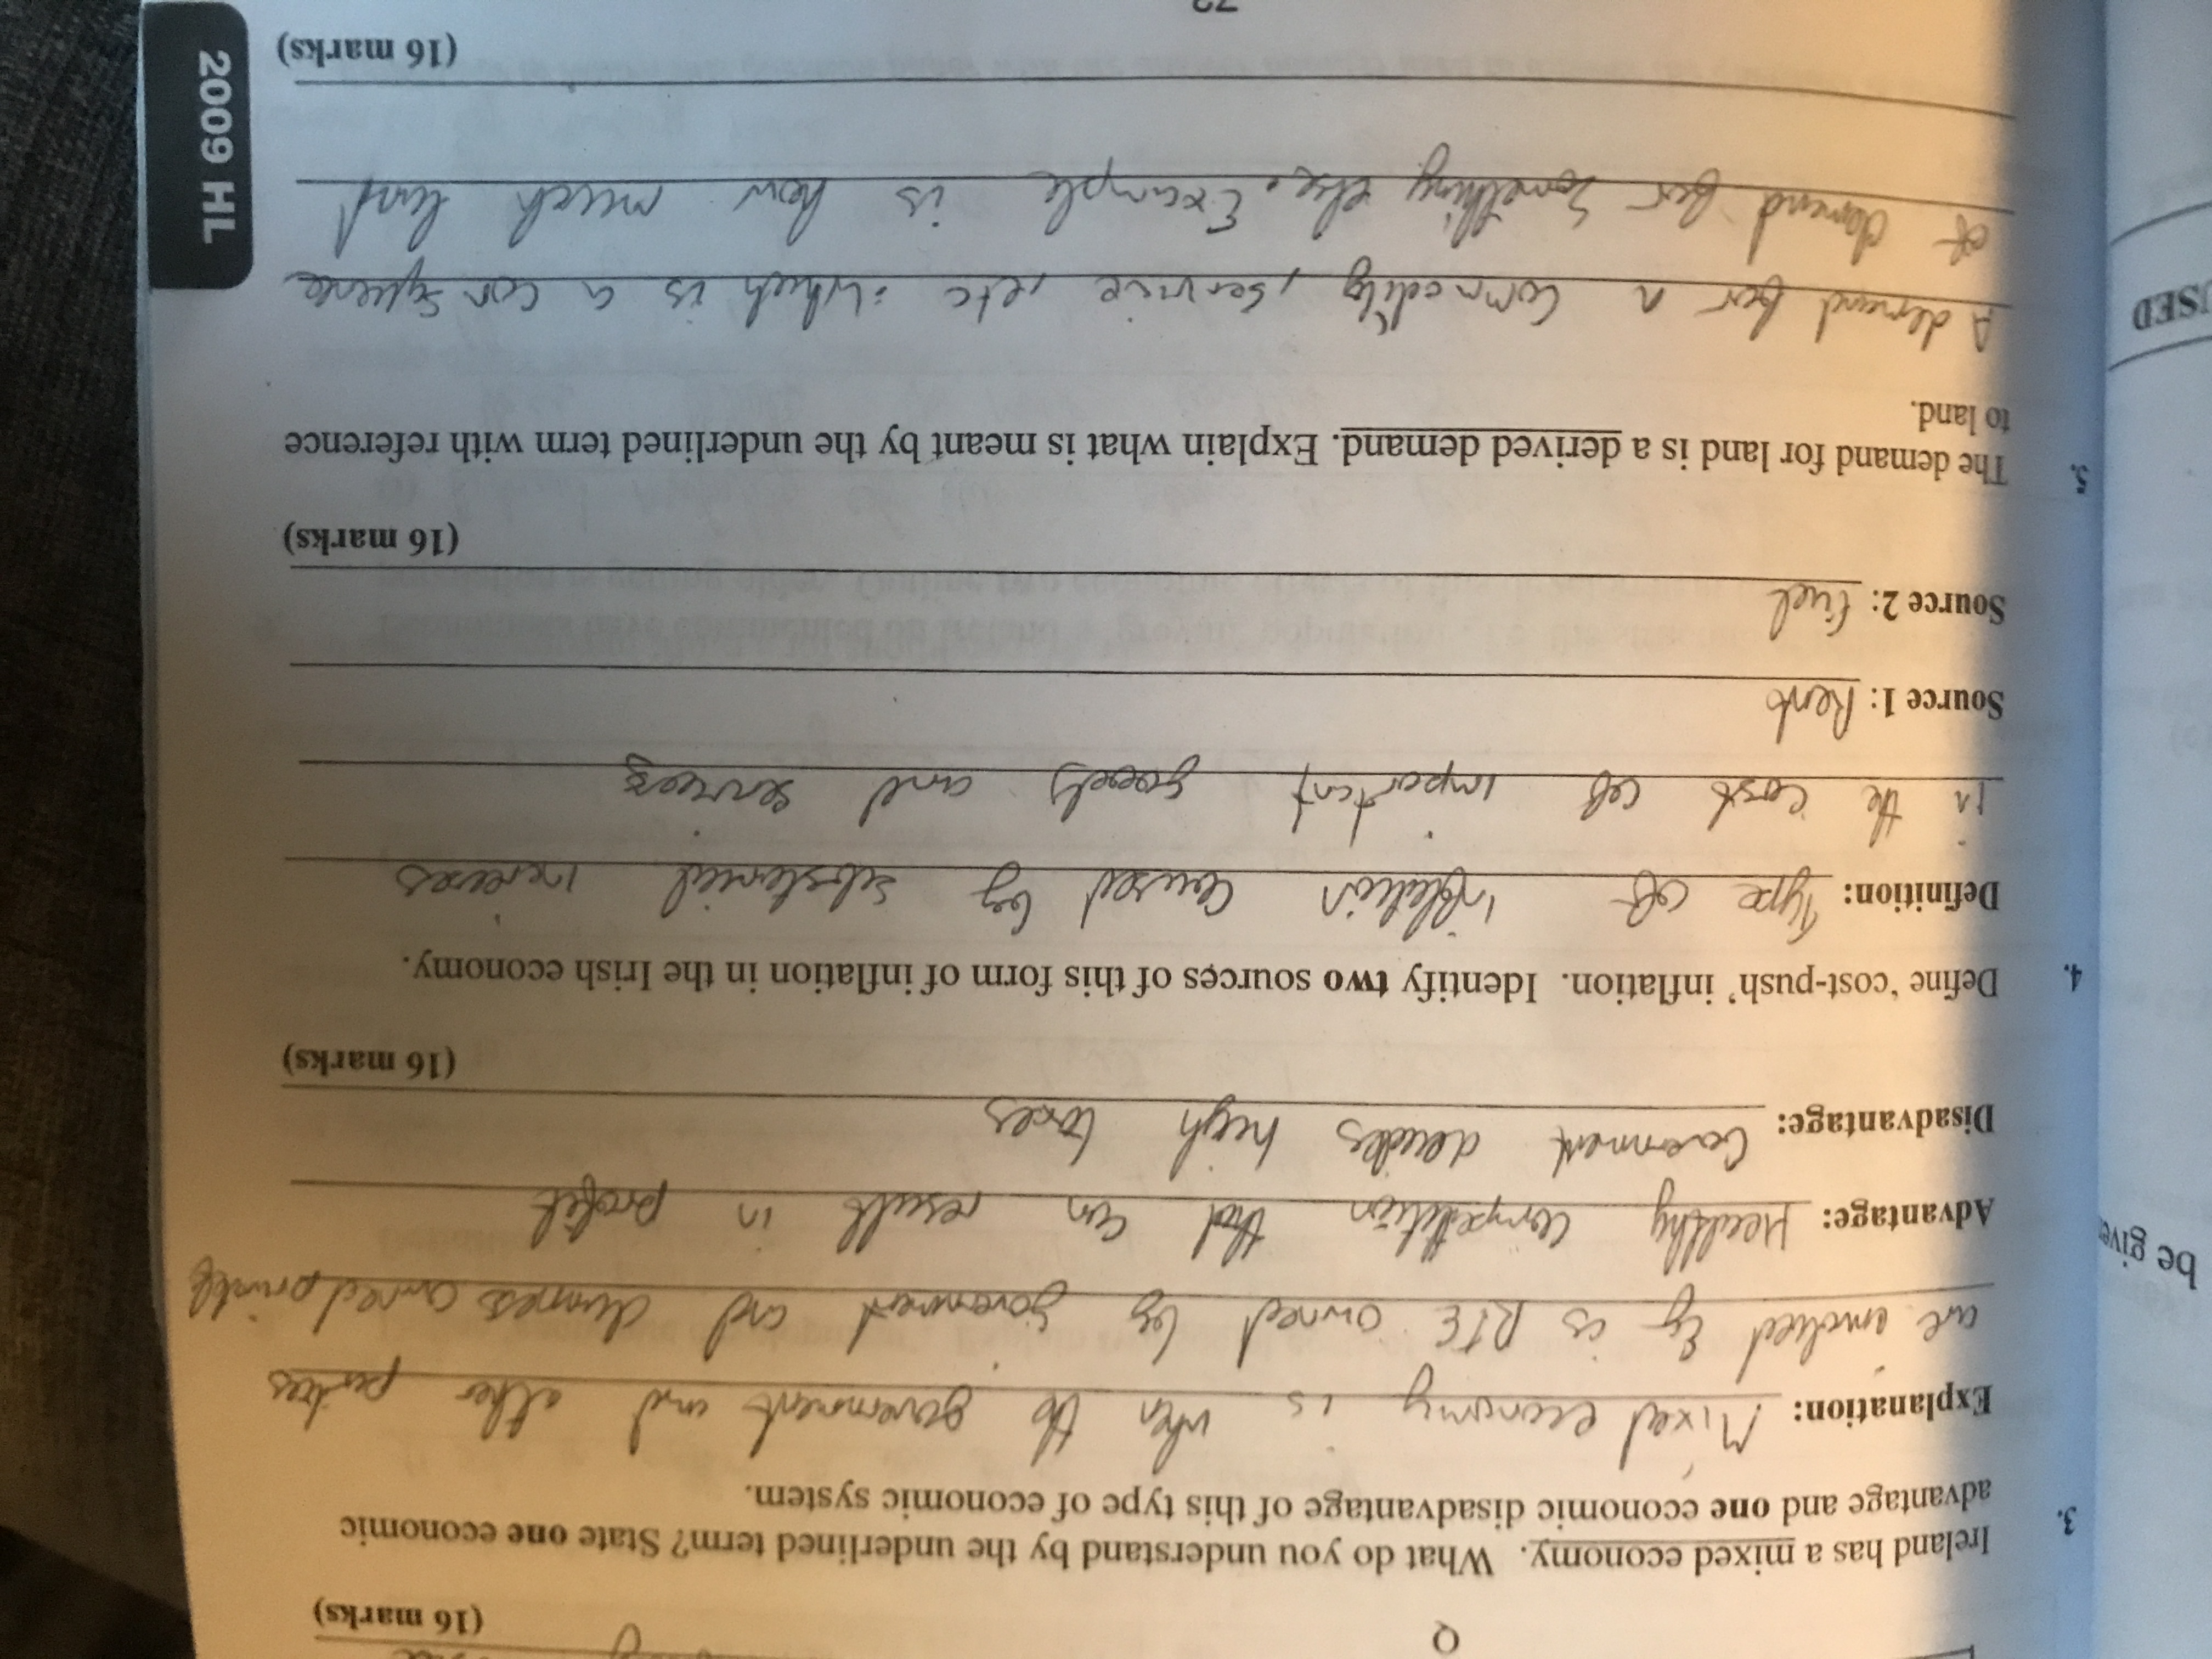 Q
(16 marks)
3. Ireland has a mixed economy. What do you understand by the underlined term? State one economic
advantage and one economic disadvantage of this type of economic system.
Explanation: Mixed economy is when the government and other parties
are involved Eg is RTE owned by government and dunnes owned privately
be give
Advantage: Healthy competition that can result in profit
Disadvantage: Government decides high taxes
(16 marks)
4. Define ‘cost-push’ inflation. Identify two sources of this form of inflation in the Irish economy.
Definition: Type of inflation caused by substanial increases
in the cost of important goods and services
Source 1: Rent
Source 2: fuel
(16 marks)
5. The demand for land is a derived demand. Explain what is meant by the underlined term with reference
to land.
A demand for a commodity, service, etc. which is a consquence
of demand for something else. Example is how much land
USED
2009 HL
(16 marks)